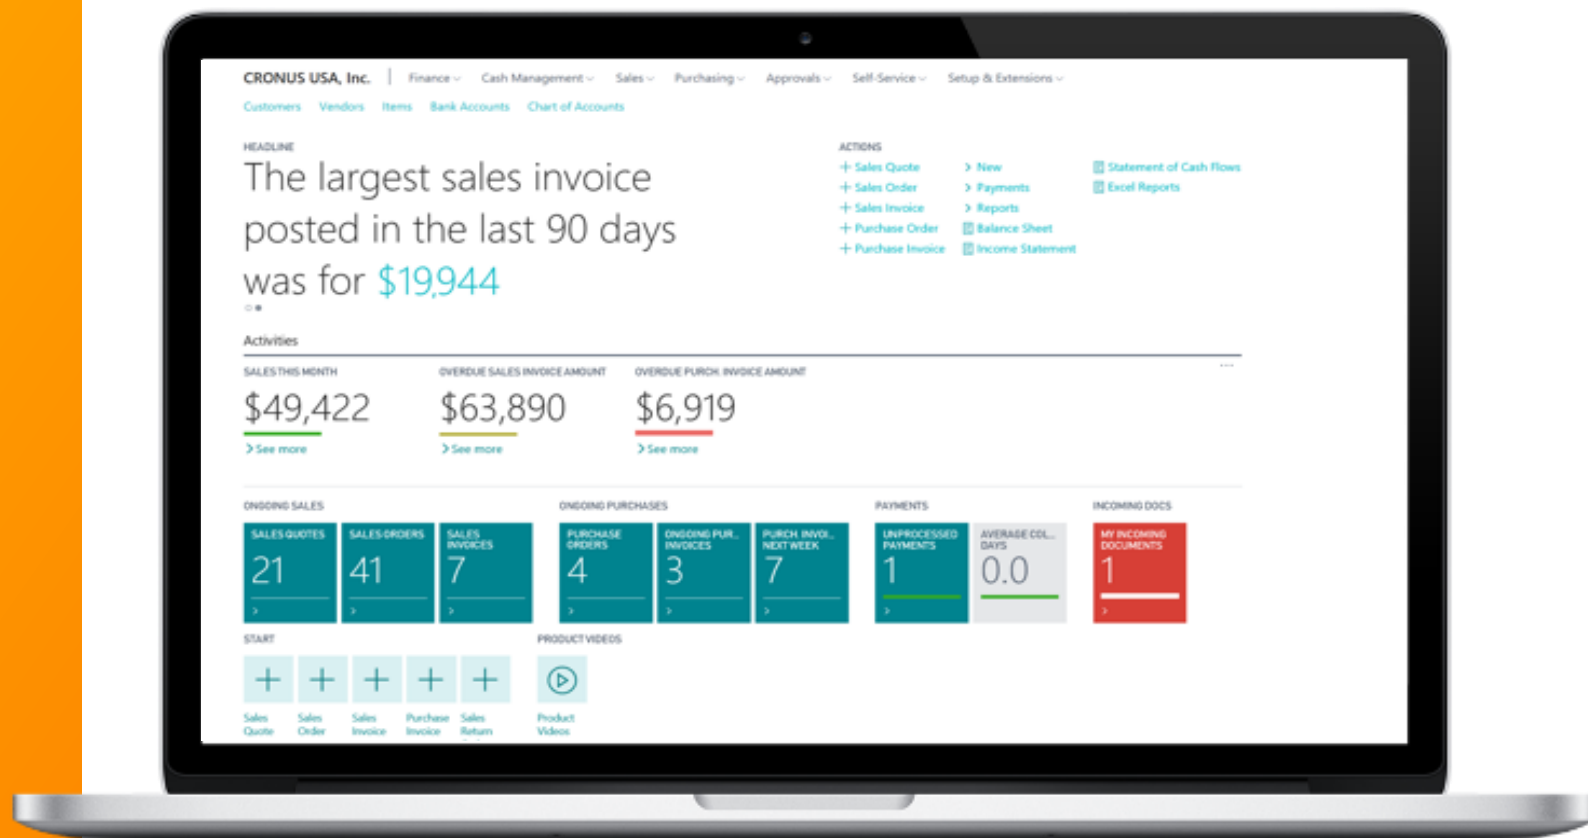 CRONUS USA, Inc. Finance Cash Management Sales Purchasing Approvals Self-Service Setup & Extensions
Customers Vendors Items Bank Accounts Chart of Accounts
HEADLINE
The largest sales invoice
posted in the last 90 days
was for $19,944
ACTIONS
+ Sales Quote > New Statement of Cash Flows
+ Sales Order > Payments Excel Reports
+ Sales Invoice > Reports
+ Purchase Order Balance Sheet
+ Purchase Invoice Income Statement
Activities
SALES THIS MONTH OVERDUE SALES INVOICE AMOUNT OVERDUE PURCH. INVOICE AMOUNT
$49,422 $63,890 $6,919
> See more > See more > See more
ONGOING SALES ONGOING PURCHASES PAYMENTS INCOMING DOCS
SALES QUOTES
21
SALES ORDERS
41
SALES
INVOICES
7
PURCHASE
ORDERS
4
ONGOING PUR...
INVOICES
3
PURCH. INVOI...
NEXT WEEK
7
UNPROCESSED
PAYMENTS
1
AVERAGE COL...
DAYS
0.0
MY INCOMING
DOCUMENTS
1
START PRODUCT VIDEOS
Sales
Quote
Sales
Order
Sales
Invoice
Purchase
Invoice
Sales
Return
Product
Videos